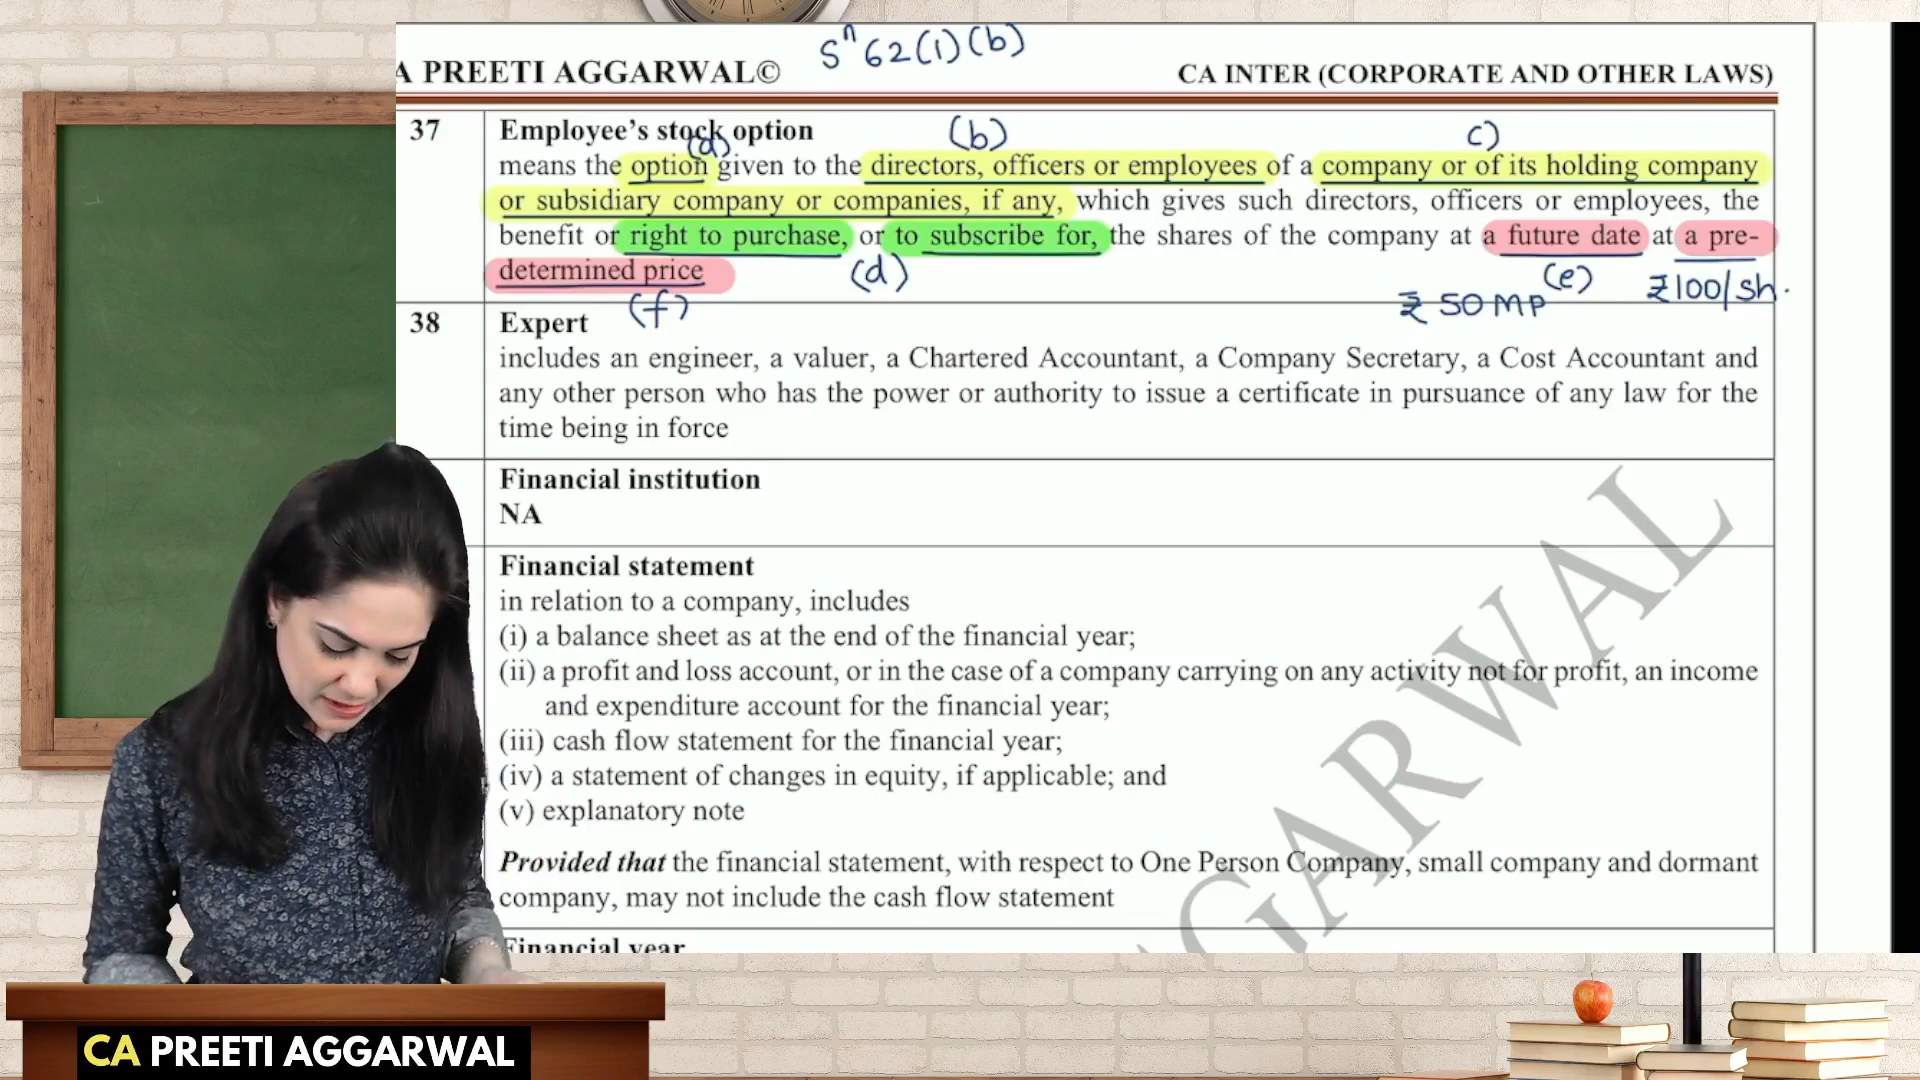 Sⁿ 62(1)(b)
A PREETI AGGARWAL©
CA INTER (CORPORATE AND OTHER LAWS)
37
Employee's stock option
(a)
(b)
c)
means the option given to the directors, officers or employees of a company or of its holding company
or subsidiary company or companies, if any, which gives such directors, officers or employees, the
benefit or right to purchase, or to subscribe for, the shares of the company at a future date at a pre-
determined price
(d)
(e)
₹100/sh.
(f)
₹ 50 MP
38
Expert
includes an engineer, a valuer, a Chartered Accountant, a Company Secretary, a Cost Accountant and
any other person who has the power or authority to issue a certificate in pursuance of any law for the
time being in force
Financial institution
NA
Financial statement
in relation to a company, includes
(i) a balance sheet as at the end of the financial year;
(ii) a profit and loss account, or in the case of a company carrying on any activity not for profit, an income
and expenditure account for the financial year;
(iii) cash flow statement for the financial year;
(iv) a statement of changes in equity, if applicable; and
(v) explanatory note
Provided that the financial statement, with respect to One Person Company, small company and dormant
company, may not include the cash flow statement
Financial year
GARWAL
CA PREETI AGGARWAL